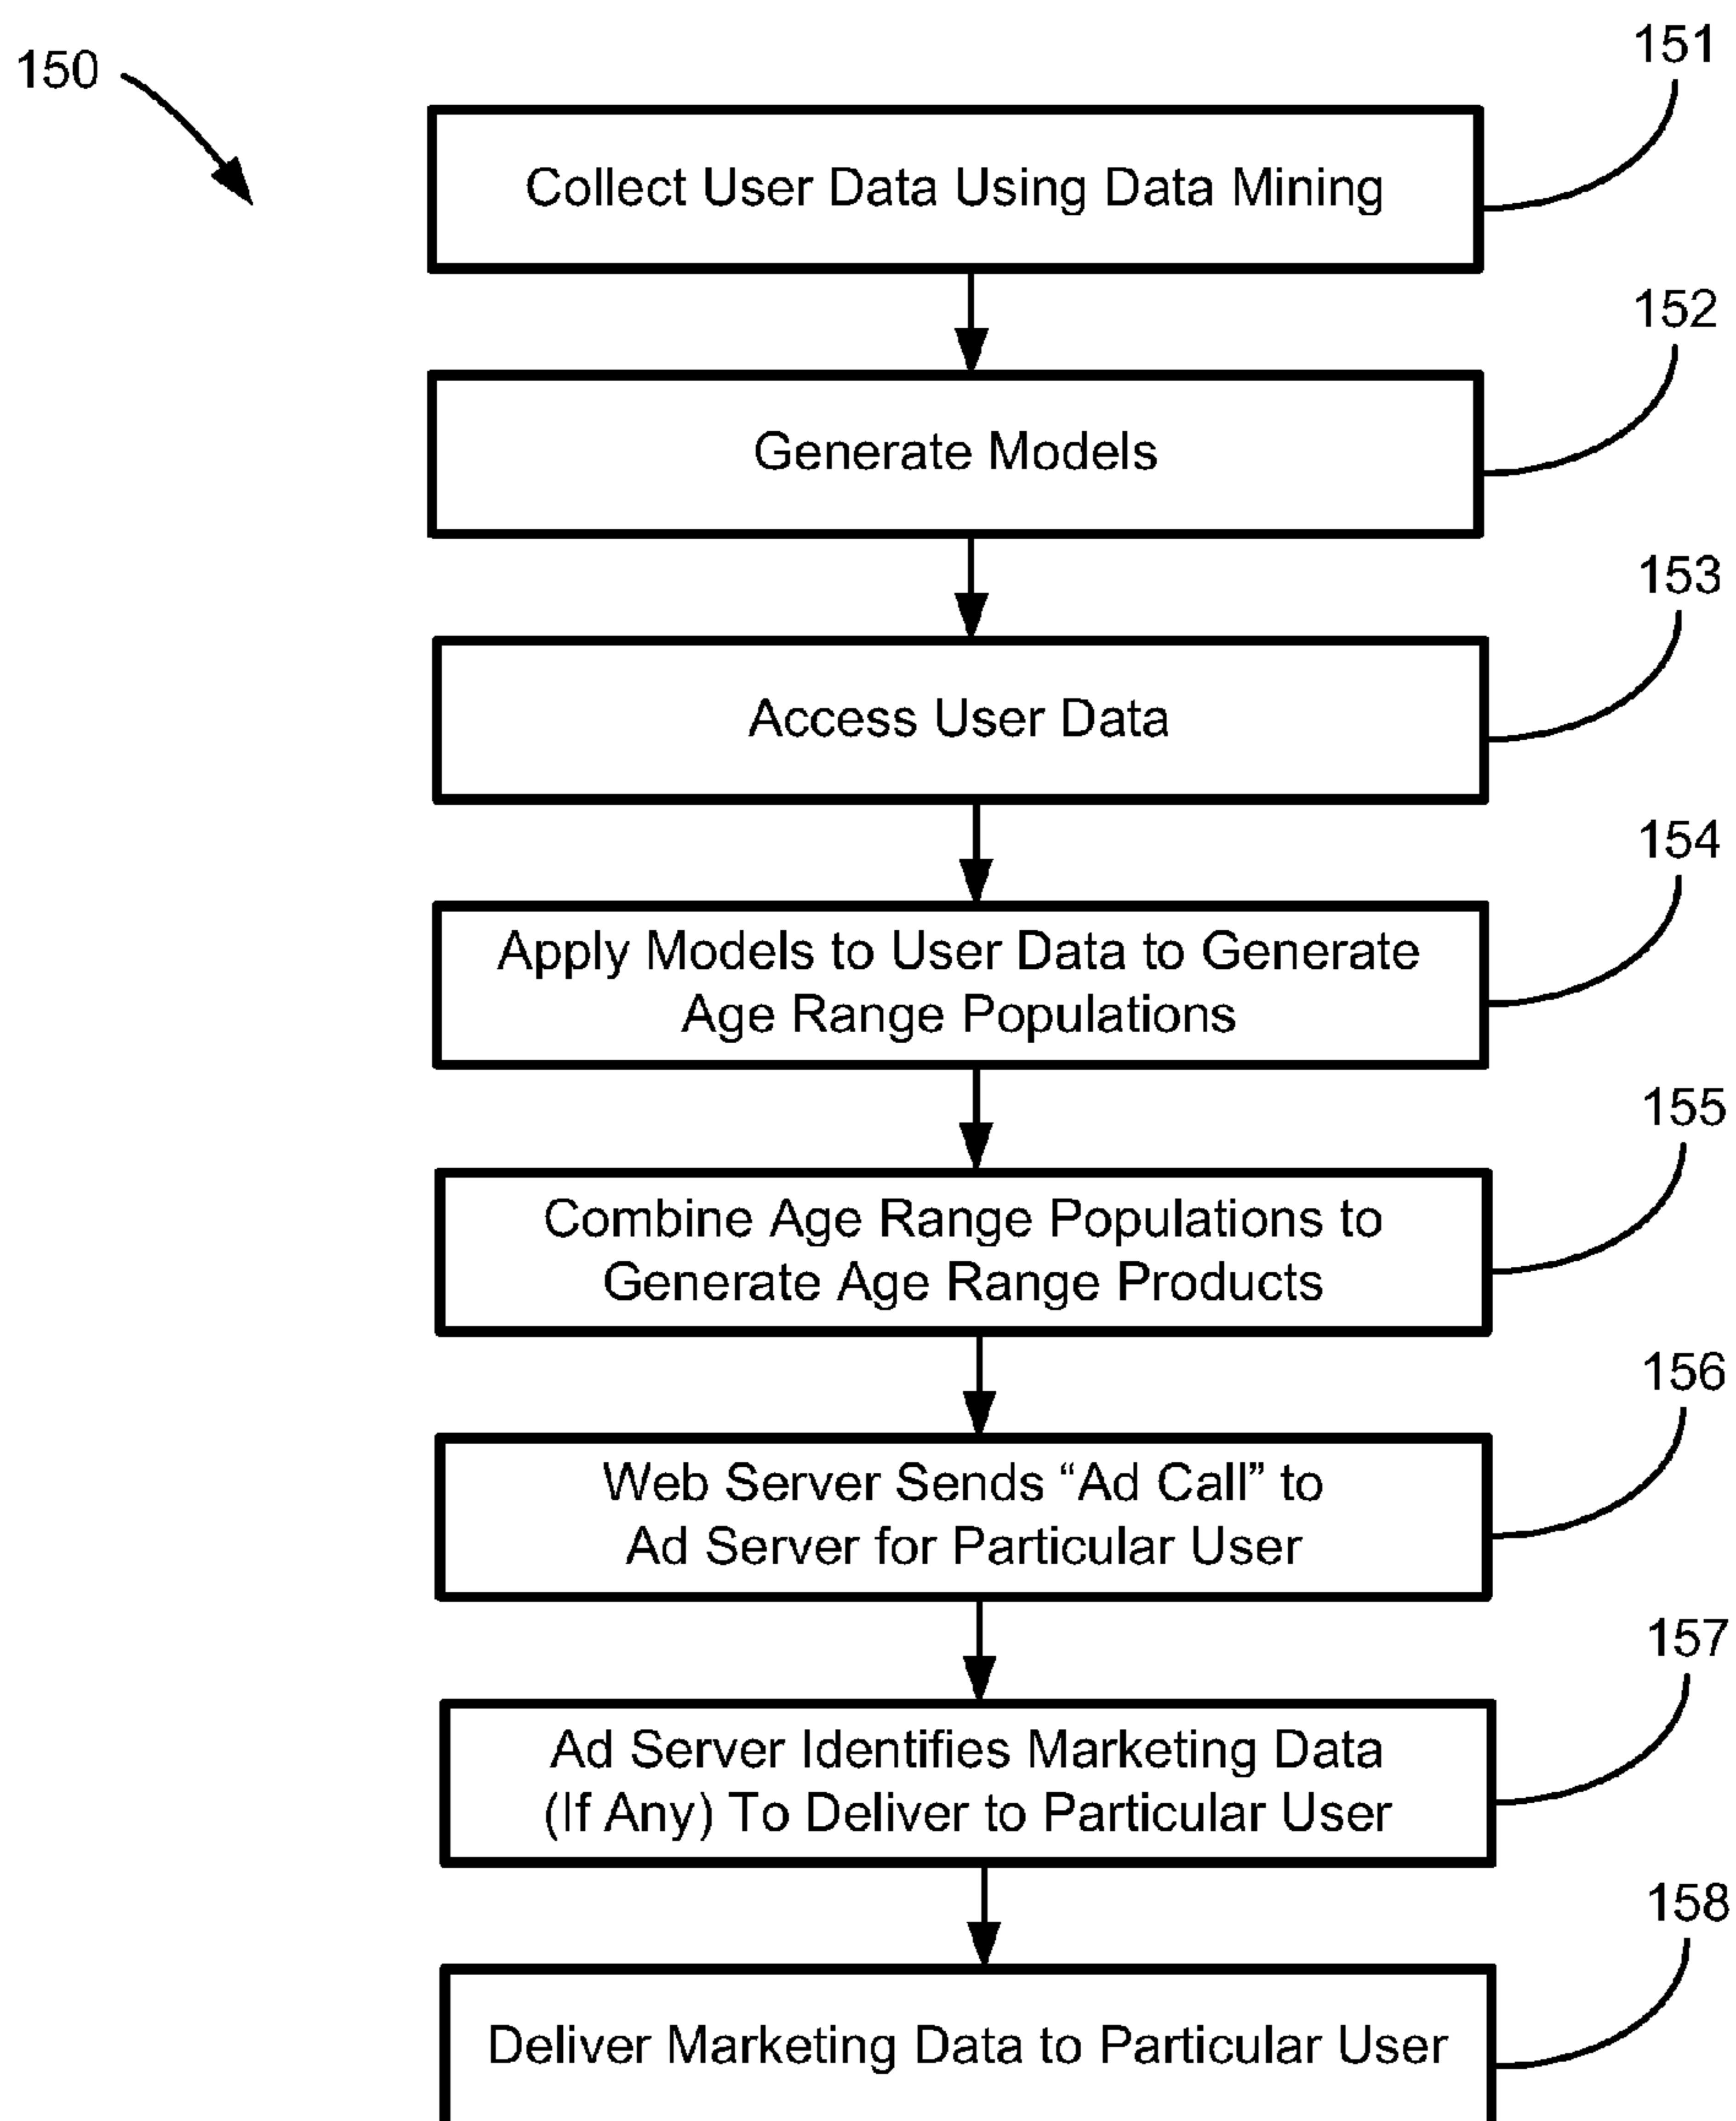 150
151
Collect User Data Using Data Mining
152
Generate Models
153
Access User Data
154
Apply Models to User Data to Generate
Age Range Populations
155
Combine Age Range Populations to
Generate Age Range Products
156
Web Server Sends “Ad Call” to
Ad Server for Particular User
157
Ad Server Identifies Marketing Data
(If Any) To Deliver to Particular User
158
Deliver Marketing Data to Particular User